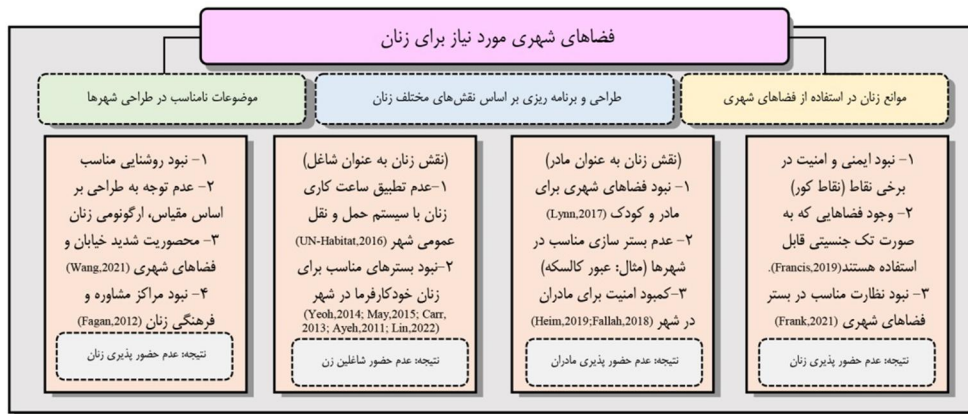 فضاهای شهری مورد نیاز برای زنان
موانع زنان در استفاده از فضاهای شهری
طراحی و برنامه ریزی بر اساس نقش‌های مختلف زنان
موضوعات نامناسب در طراحی شهرها
۱- نبود ایمنی و امنیت در
برخی نقاط (نقاط کور)
۲- وجود فضاهایی که به
صورت تک جنسیتی قابل
استفاده هستند(Francis,2019).
۳- نبود نظارت مناسب در بستر
فضاهای شهری (Frank,2021)
نتیجه: عدم حضور پذیری زنان
(نقش زنان به عنوان مادر)
۱- نبود فضاهای شهری برای
مادر و کودک (Lynn,2017)
۲- عدم بستر سازی مناسب در
شهرها (مثال: عبور کالسکه)
۳-کمبود امنیت برای مادران
در شهر (Heim,2019;Fallah,2018)
نتیجه: عدم حضور پذیری مادران
(نقش زنان به عنوان شاغل)
۱-عدم تطبیق ساعت کاری
زنان با سیستم حمل و نقل
عمومی شهر (UN-Habitat,2016)
۲-نبود بسترهای مناسب برای
زنان خودکارفرما در شهر
(Yeoh,2014; May,2015; Carr,
2013; Ayeh,2011; Lin,2022)
نتیجه: عدم حضور شاغلین زن
۱- نبود روشنایی مناسب
۲- عدم توجه به طراحی بر
اساس مقیاس، ارگونومی زنان
۳- محصوریت شدید خیابان و
فضاهای شهری (Wang,2021)
۴- نبود مراکز مشاوره و
فرهنگی زنان (Fagan,2012)
نتیجه: عدم حضور پذیری زنان